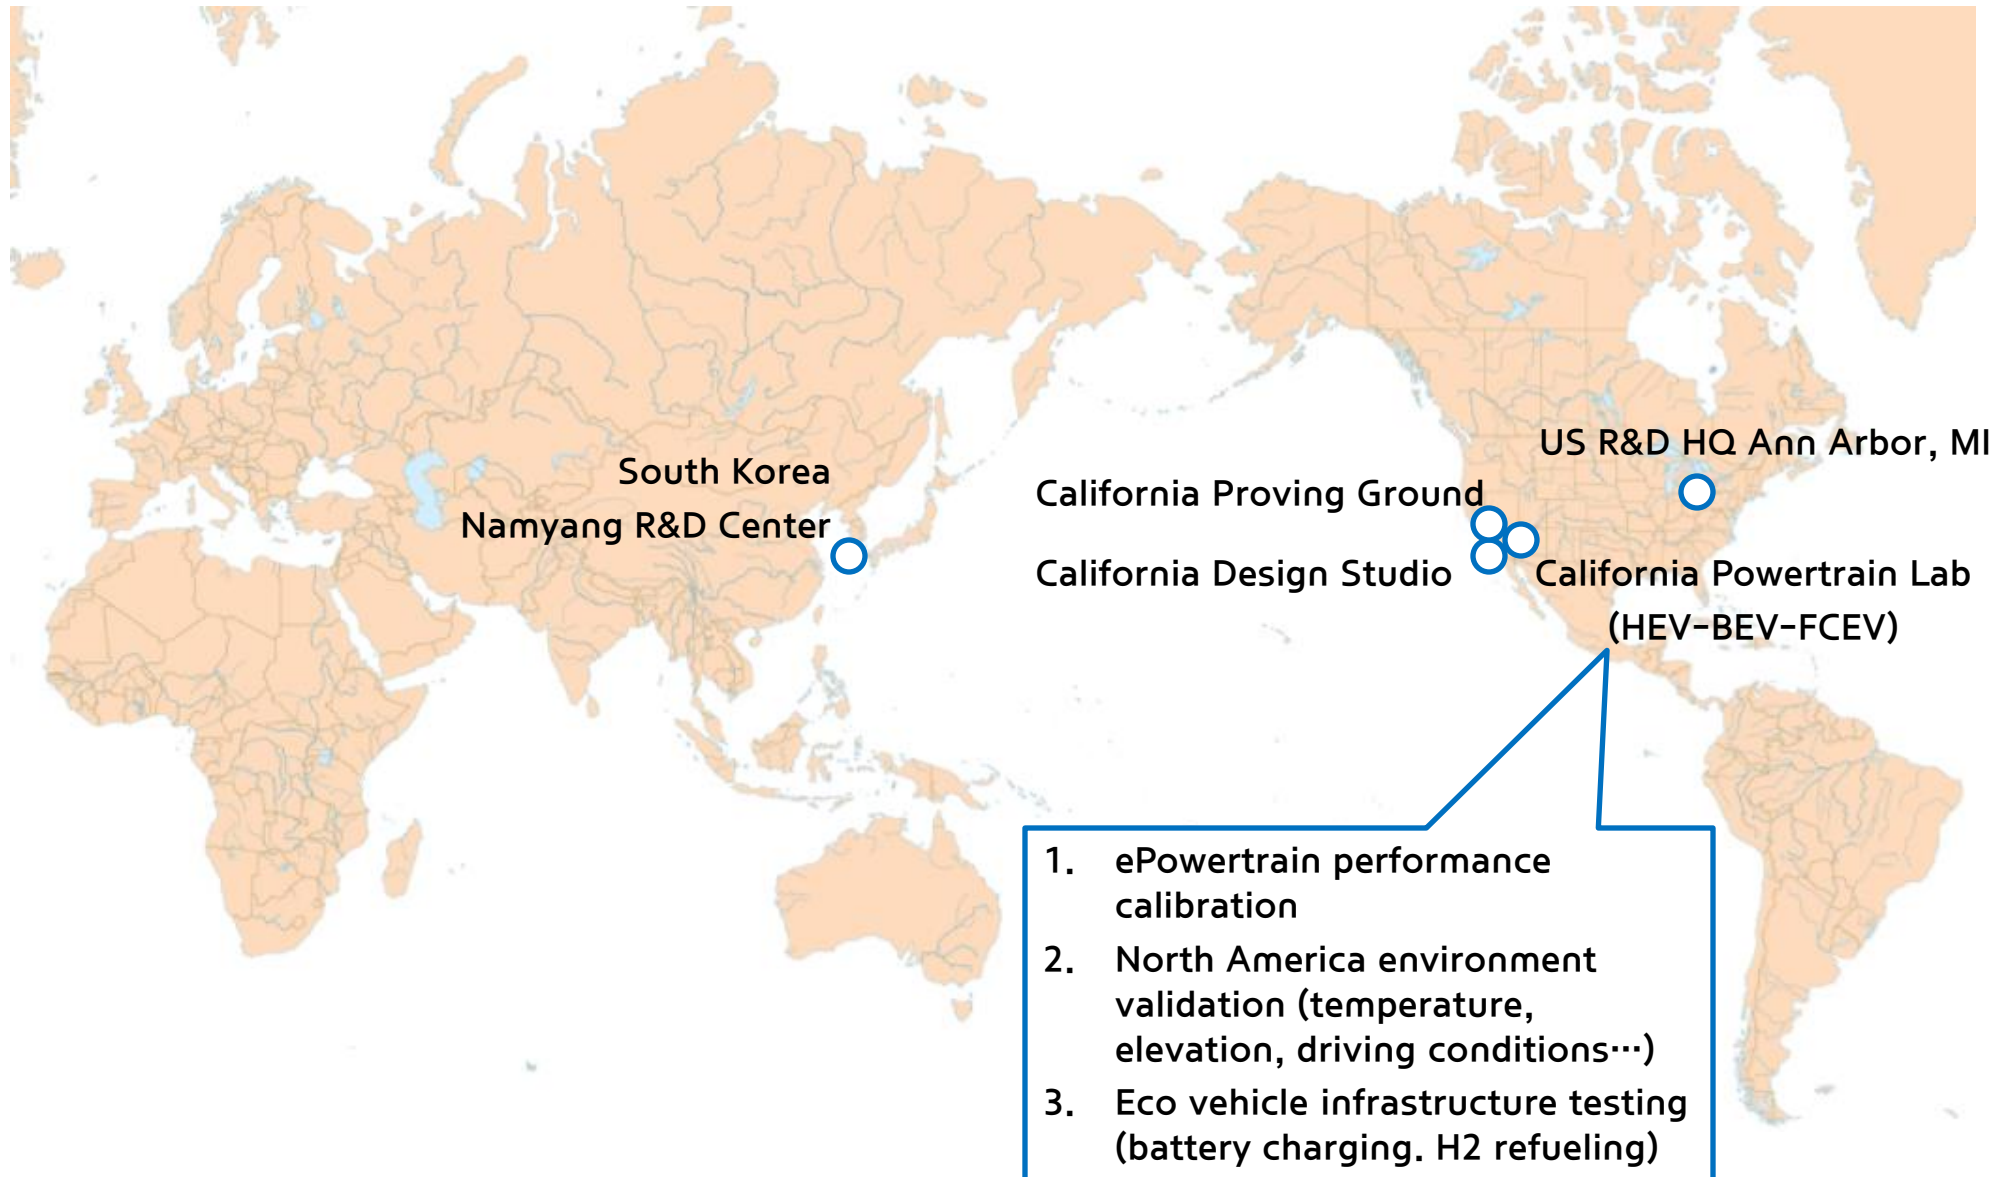 US R&D HQ Ann Arbor, MI
South Korea
Namyang R&D Center
California Proving Ground
California Design Studio
California Powertrain Lab
(HEV-BEV-FCEV)
1. ePowertrain performance
calibration
2. North America environment
validation (temperature,
elevation, driving conditions…)
3. Eco vehicle infrastructure testing
(battery charging. H2 refueling)